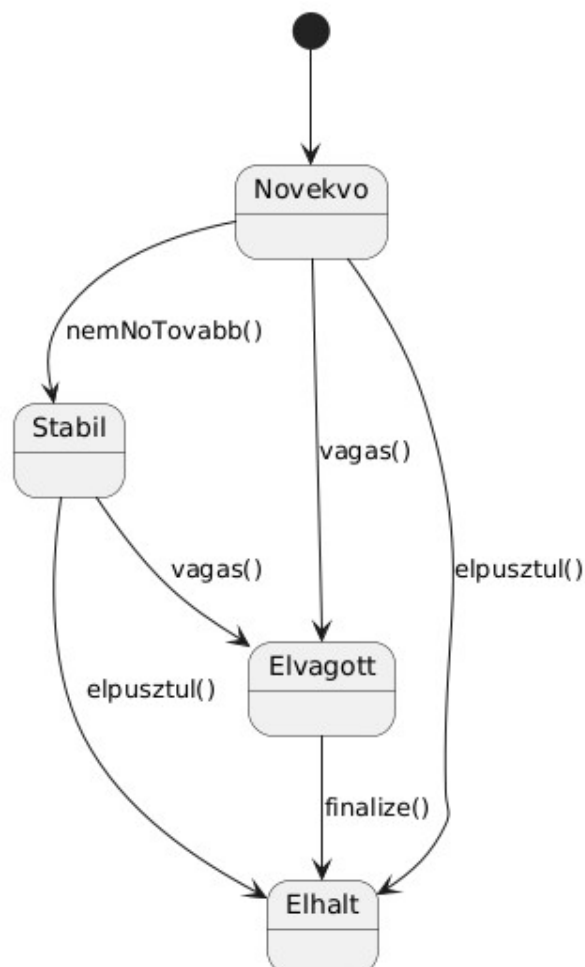 Novekvo
nemNoTovabb()
Stabil
vagas()
elpusztul()
vagas()
Elvagott
elpusztul()
finalize()
Elhalt